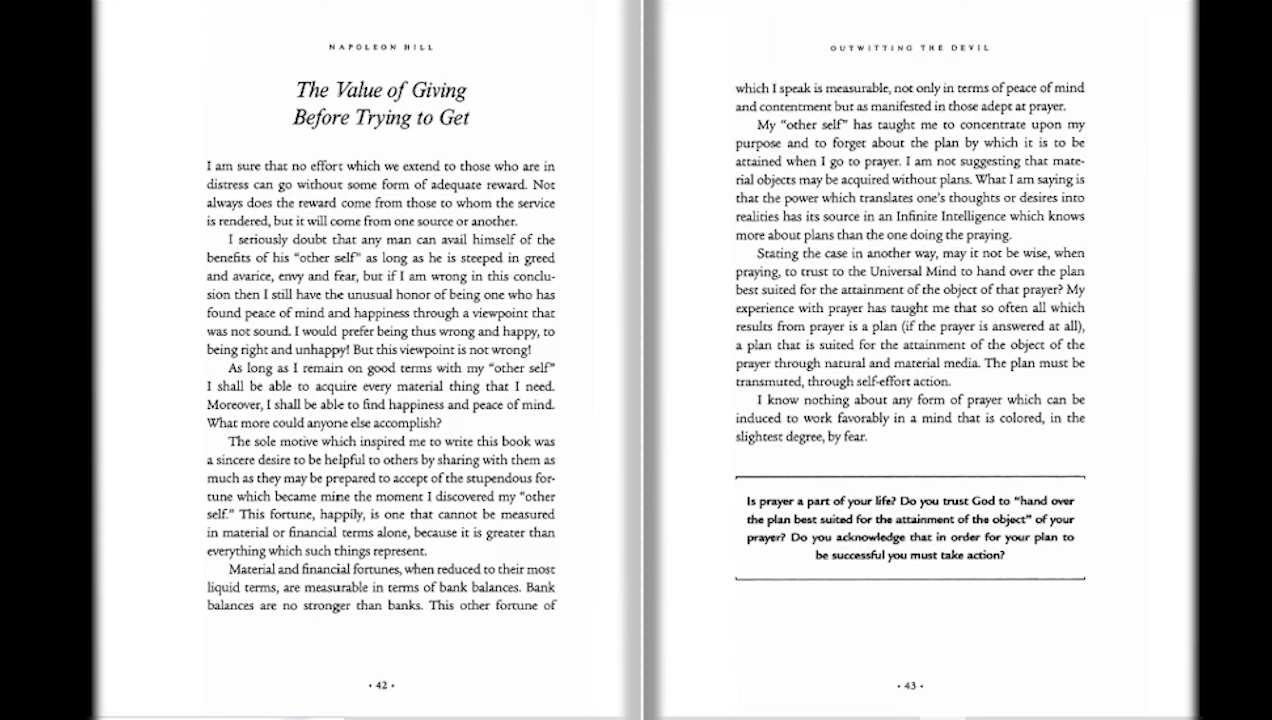 NAPOLEON HILL
The Value of Giving
Before Trying to Get
I am sure that no effort which we extend to those who are in
distress can go without some form of adequate reward. Not
always does the reward come from those to whom the service
is rendered, but it will come from one source or another.
I seriously doubt that any man can avail himself of the
benefits of his “other self” as long as he is steeped in greed
and avarice, envy and fear, but if I am wrong in this conclu-
sion then I still have the unusual honor of being one who has
found peace of mind and happiness through a viewpoint that
was not sound. I would prefer being thus wrong and happy, to
being right and unhappy! But this viewpoint is not wrong!
As long as I remain on good terms with my “other self”
I shall be able to acquire every material thing that I need.
Moreover, I shall be able to find happiness and peace of mind.
What more could anyone else accomplish?
The sole motive which inspired me to write this book was
a sincere desire to be helpful to others by sharing with them as
much as they may be prepared to accept of the stupendous for-
tune which became mine the moment I discovered my “other
self.” This fortune, happily, is one that cannot be measured
in material or financial terms alone, because it is greater than
everything which such things represent.
Material and financial fortunes, when reduced to their most
liquid terms, are measurable in terms of bank balances. Bank
balances are no stronger than banks. This other fortune of
• 42 •
OUTWITTING THE DEVIL
which I speak is measurable, not only in terms of peace of mind
and contentment but as manifested in those adept at prayer.
My “other self” has taught me to concentrate upon my
purpose and to forget about the plan by which it is to be
attained when I go to prayer. I am not suggesting that mate-
rial objects may be acquired without plans. What I am saying is
that the power which translates one’s thoughts or desires into
realities has its source in an Infinite Intelligence which knows
more about plans than the one doing the praying.
Stating the case in another way, may it not be wise, when
praying, to trust to the Universal Mind to hand over the plan
best suited for the attainment of the object of that prayer? My
experience with prayer has taught me that so often all which
results from prayer is a plan (if the prayer is answered at all),
a plan that is suited for the attainment of the object of the
prayer through natural and material media. The plan must be
transmuted, through self-effort action.
I know nothing about any form of prayer which can be
induced to work favorably in a mind that is colored, in the
slightest degree, by fear.
Is prayer a part of your life? Do you trust God to “hand over
the plan best suited for the attainment of the object” of your
prayer? Do you acknowledge that in order for your plan to
be successful you must take action?
• 43 •